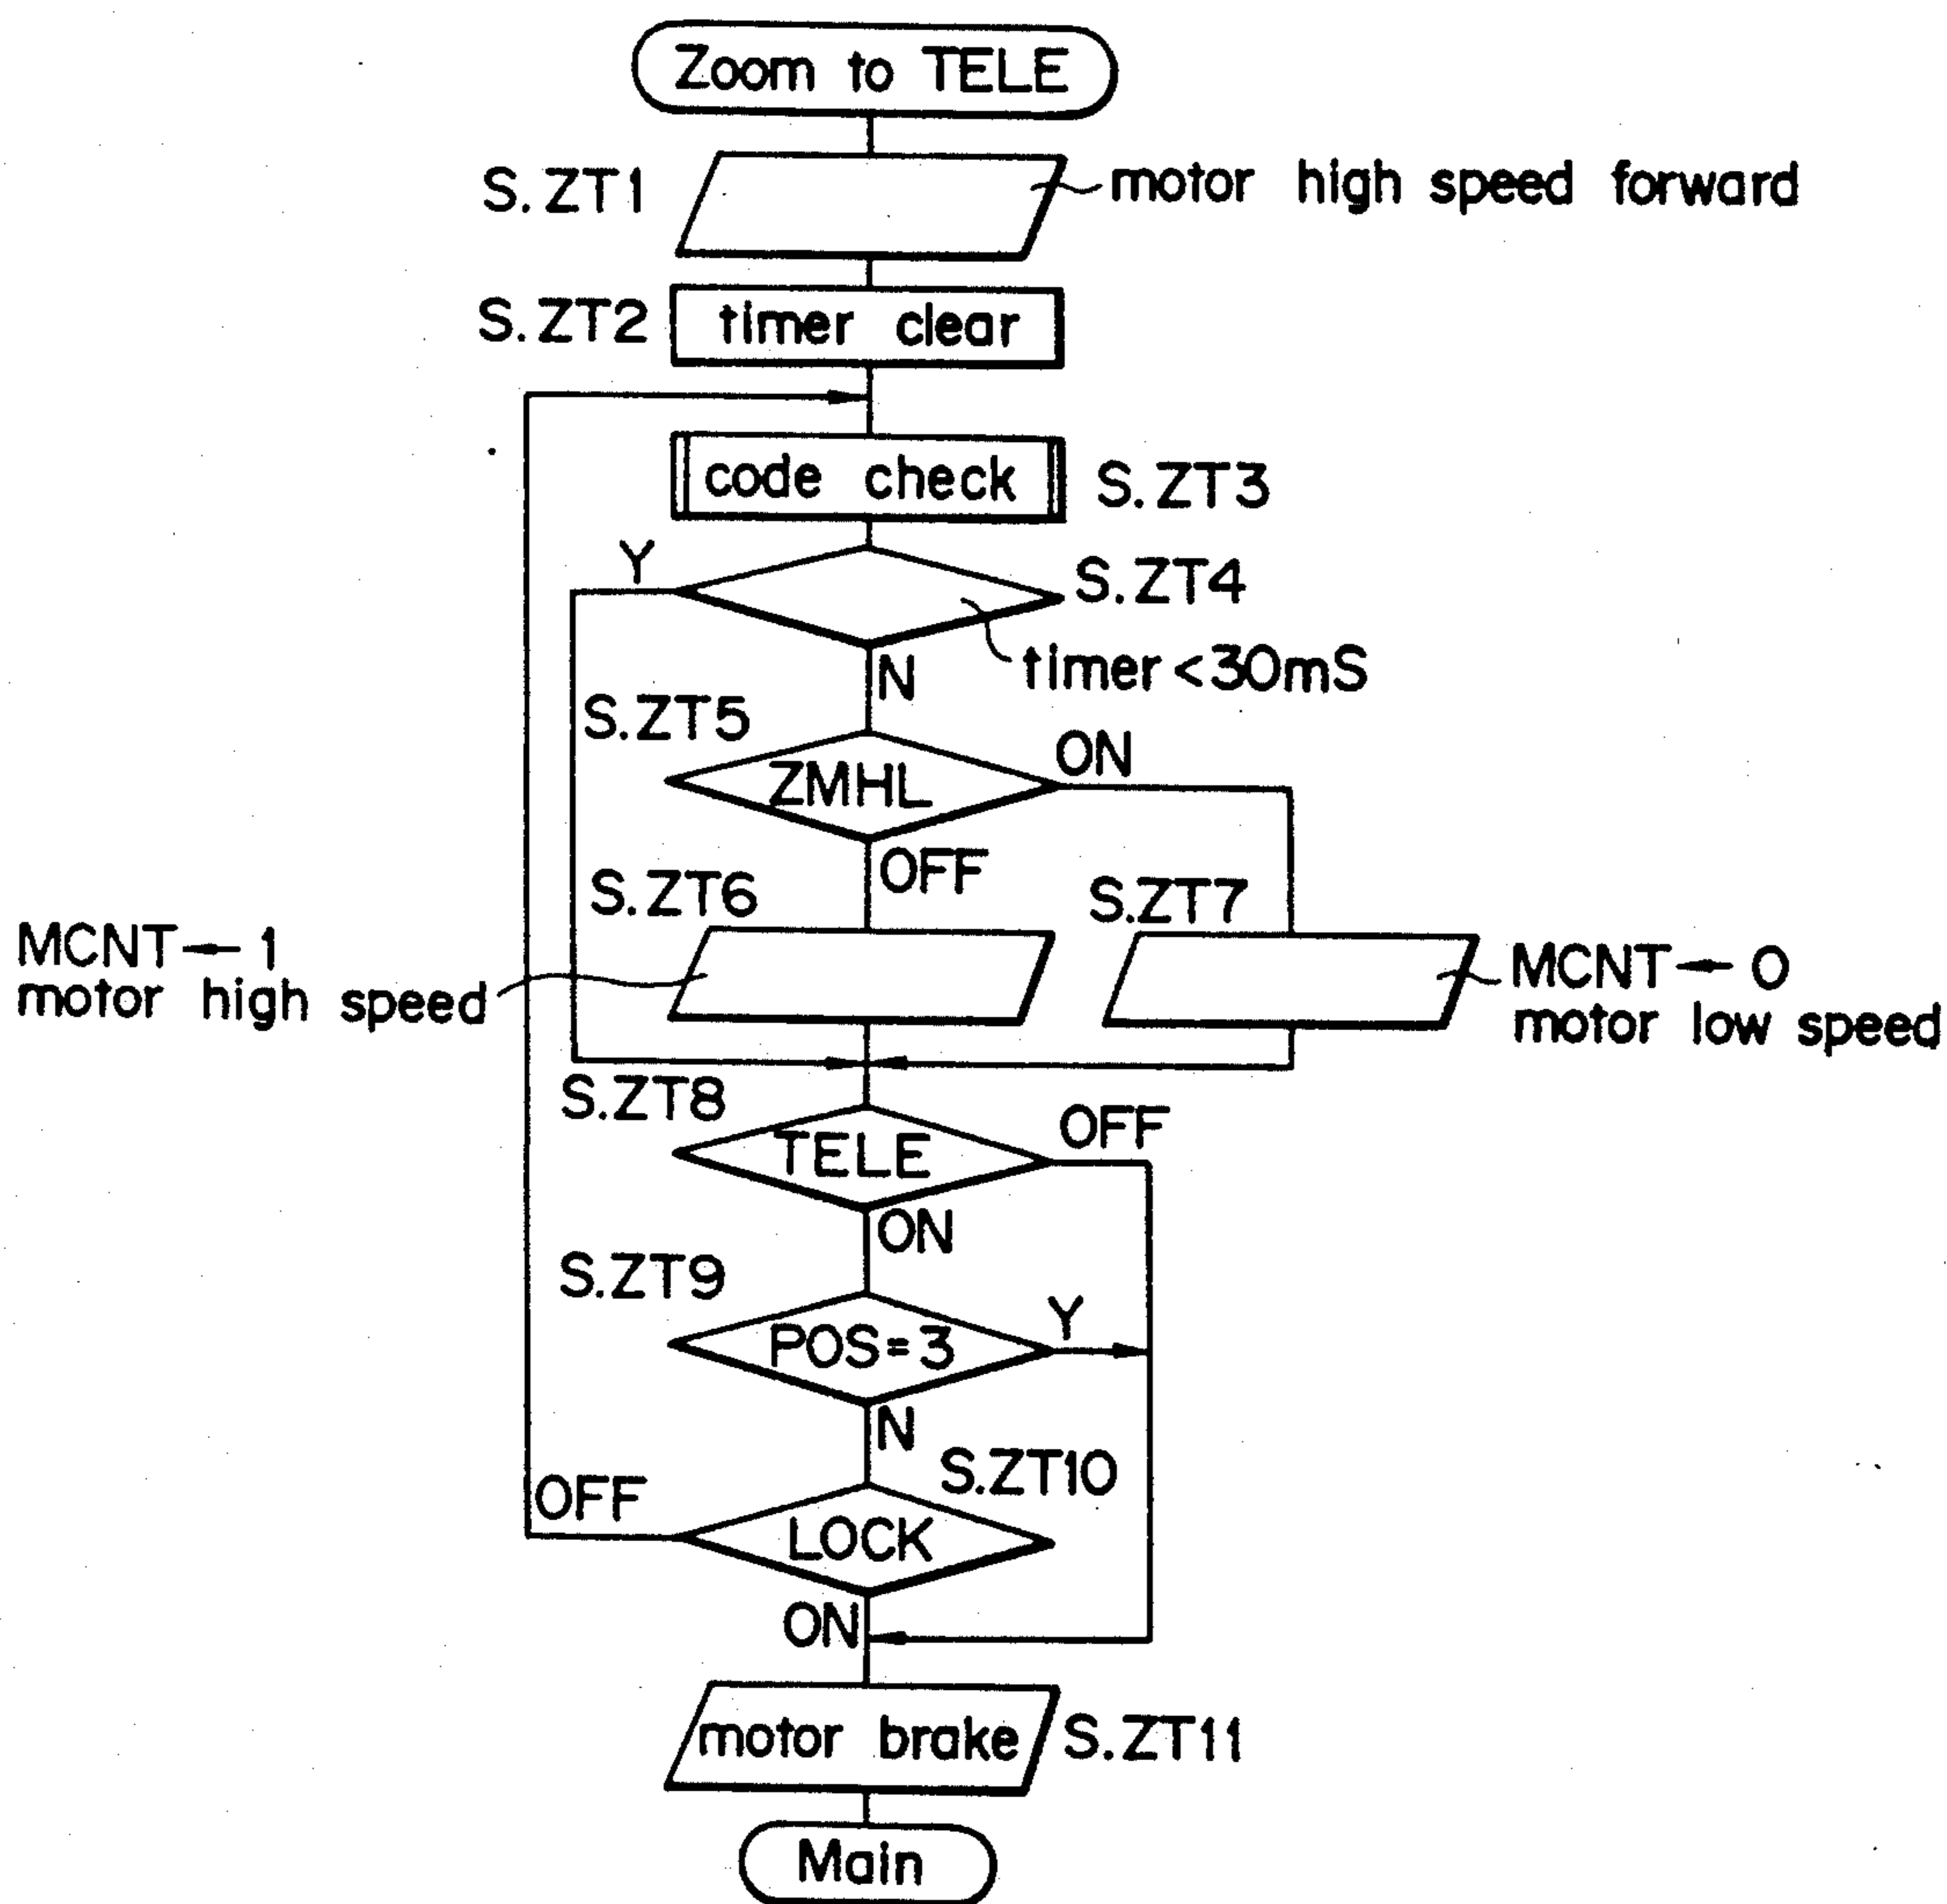 Zoom to TELE
S.ZT1
motor high speed forward
S.ZT2
timer clear
code check
S.ZT3
Y
S.ZT4
timer<30mS
N
S.ZT5
ZMHL
ON
OFF
S.ZT6
S.ZT7
MCNT←1
motor high speed
MCNT←0
motor low speed
S.ZT8
TELE
OFF
ON
S.ZT9
POS=3
Y
N
S.ZT10
OFF
LOCK
ON
motor brake
S.ZT11
Main